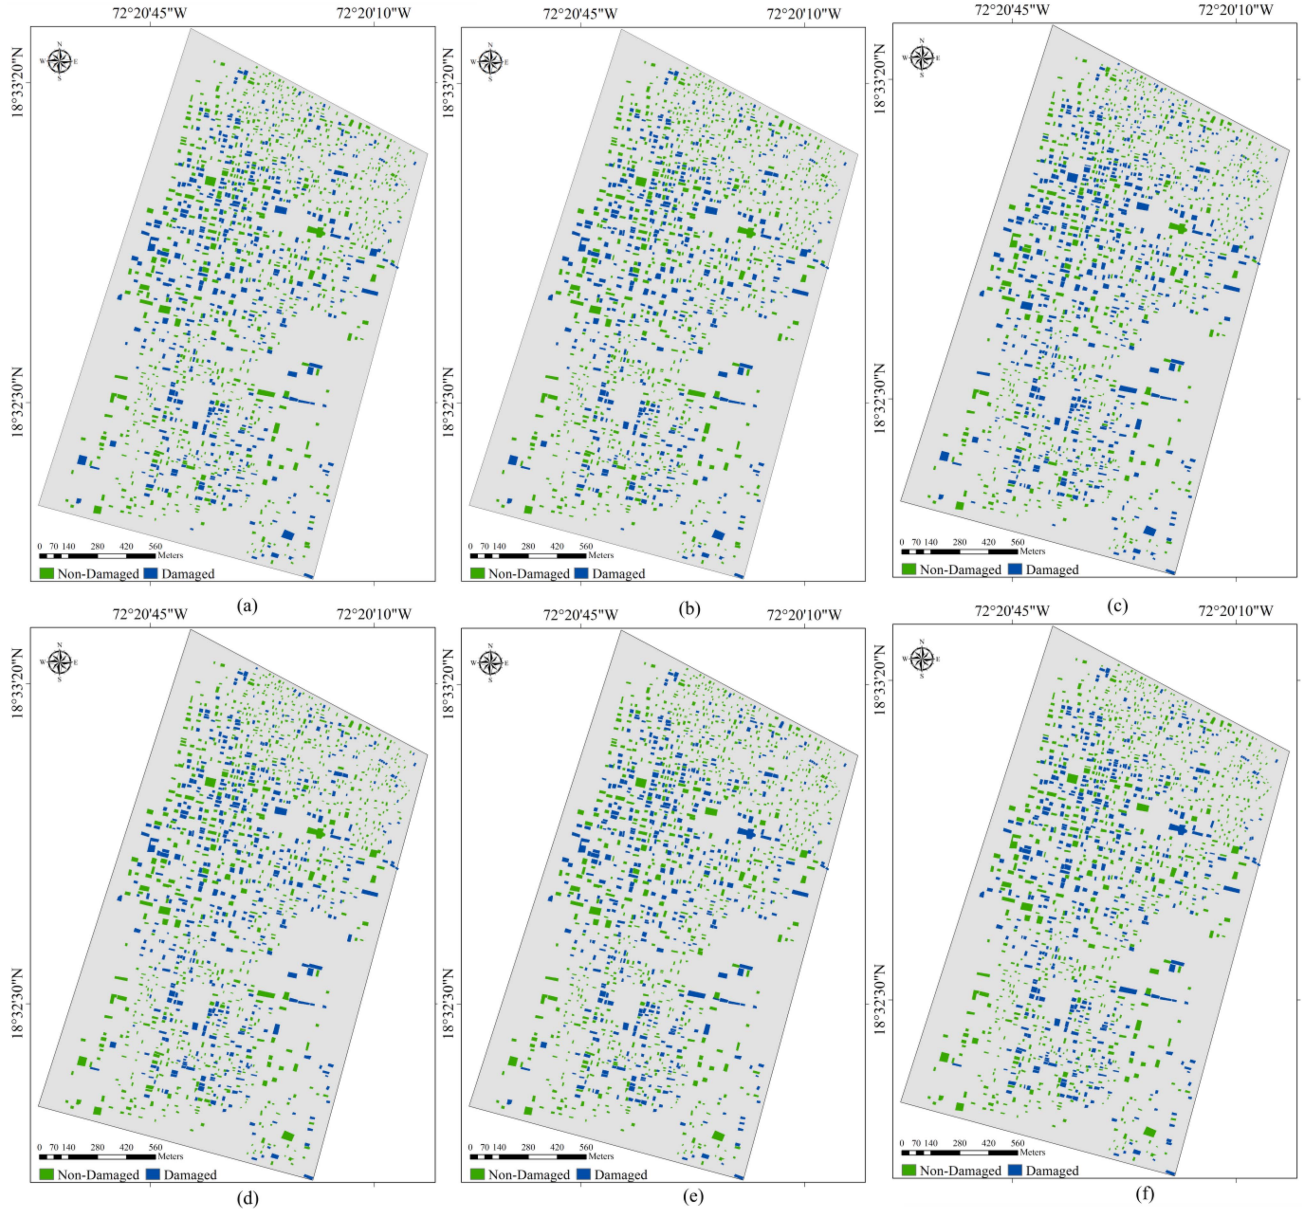 72°20'45"W 72°20'10"W 72°20'45"W 72°20'10"W 72°20'45"W 72°20'10"W
18°33'20"N 18°33'20"N 18°33'20"N
N N N
W E W E W E
S S S
18°32'30"N 18°32'30"N 18°32'30"N
0 70 140 280 420 560 Meters 0 70 140 280 420 560 Meters 0 70 140 280 420 560 Meters
Non-Damaged Damaged Non-Damaged Damaged Non-Damaged Damaged
(a) (b) (c)
72°20'45"W 72°20'10"W 72°20'45"W 72°20'10"W 72°20'45"W 72°20'10"W
18°33'20"N 18°33'20"N 18°33'20"N
N N N
W E W E W E
S S S
18°32'30"N 18°32'30"N 18°32'30"N
0 70 140 280 420 560 Meters 0 70 140 280 420 560 Meters 0 70 140 280 420 560 Meters
Non-Damaged Damaged Non-Damaged Damaged Non-Damaged Damaged
(d) (e) (f)